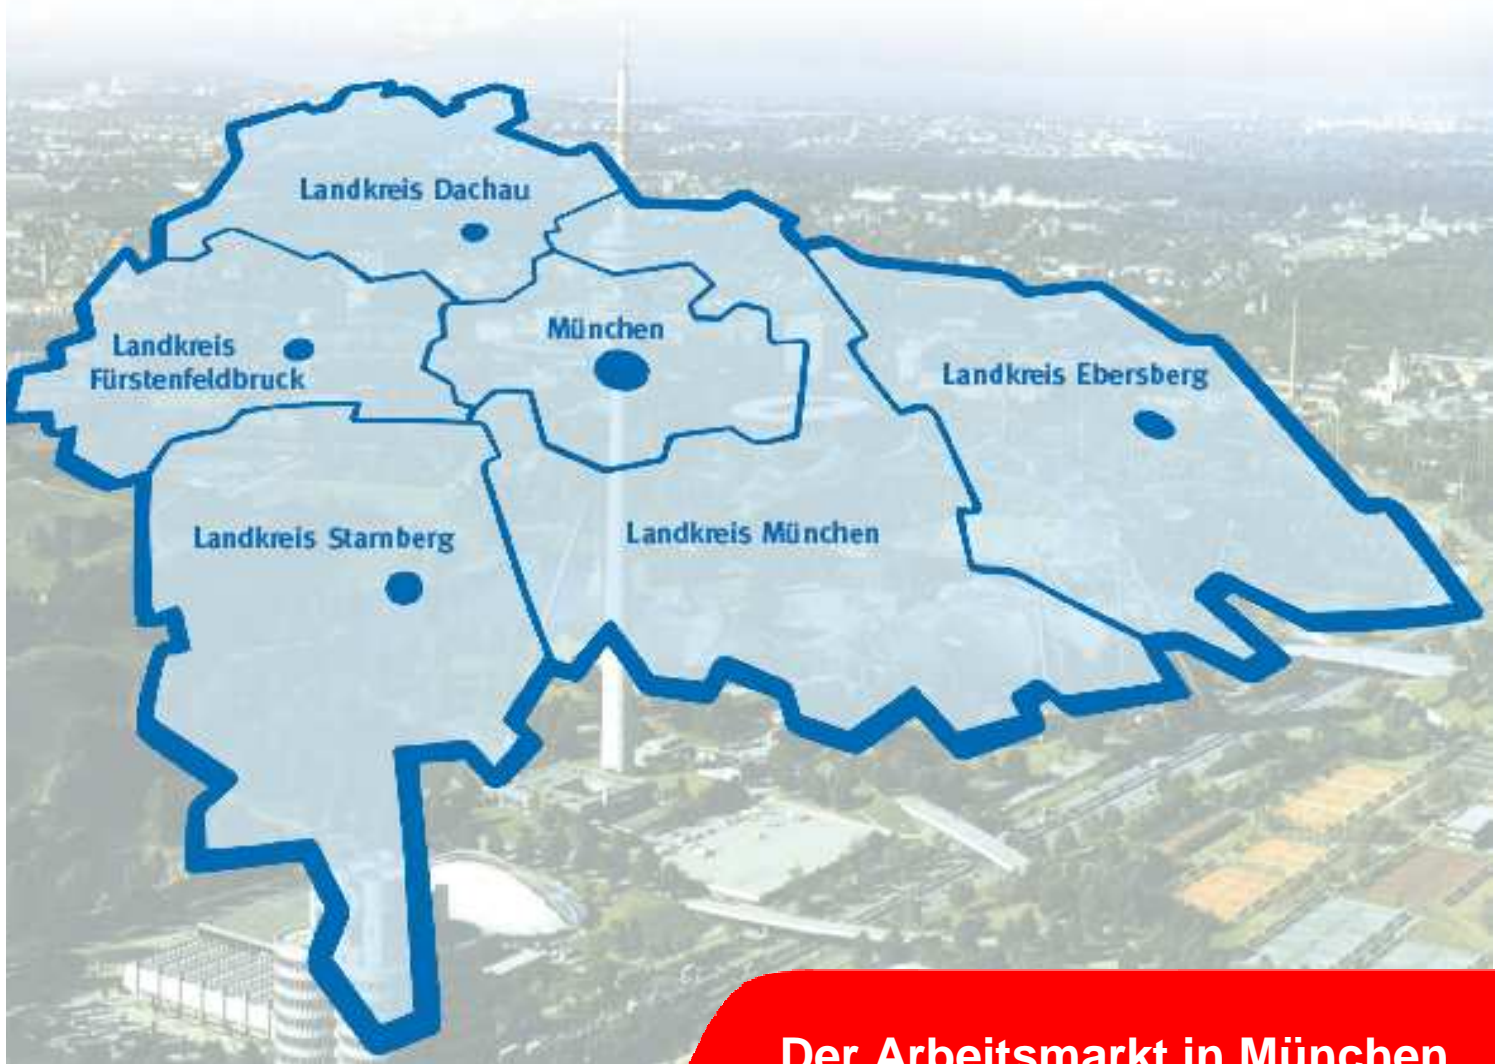 Landkreis Dachau
München
Landkreis
Fürstenfeldbruck
Landkreis Ebersberg
Landkreis Starnberg
Landkreis München
Der Arbeitsmarkt in München